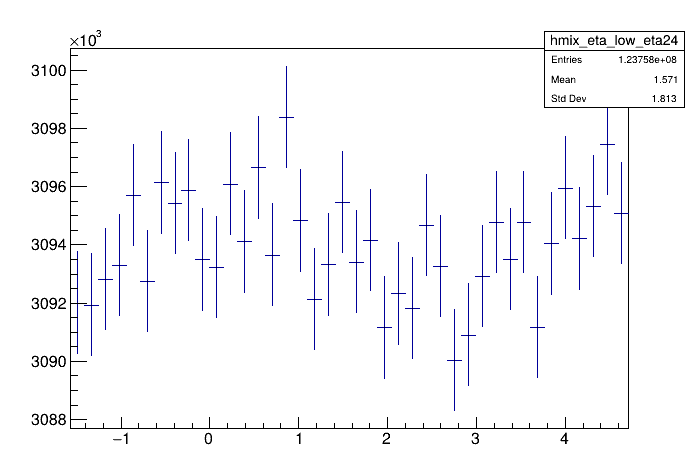 ×10³
hmix_eta_low_eta24
Entries 1.23758e+08
Mean 1.571
Std Dev 1.813
3100
3098
3096
3094
3092
3090
3088
−1 0 1 2 3 4